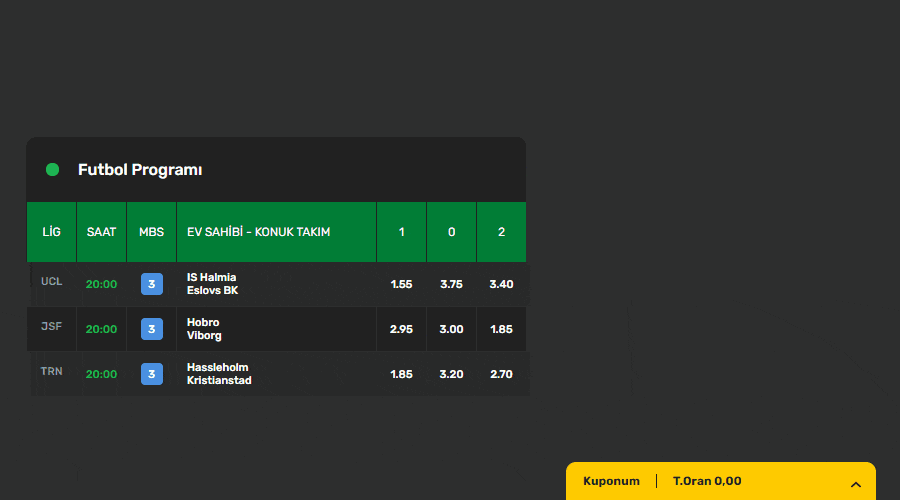 Futbol Programı
LİG SAAT MBS EV SAHİBİ - KONUK TAKIM 1 0 2
UCL 20:00 3 IS Halmia 1.55 3.75 3.40
Eslovs BK
JSF 20:00 3 Hobro 2.95 3.00 1.85
Viborg
TRN 20:00 3 Hassleholm 1.85 3.20 2.70
Kristianstad
Kuponum | T.Oran 0,00